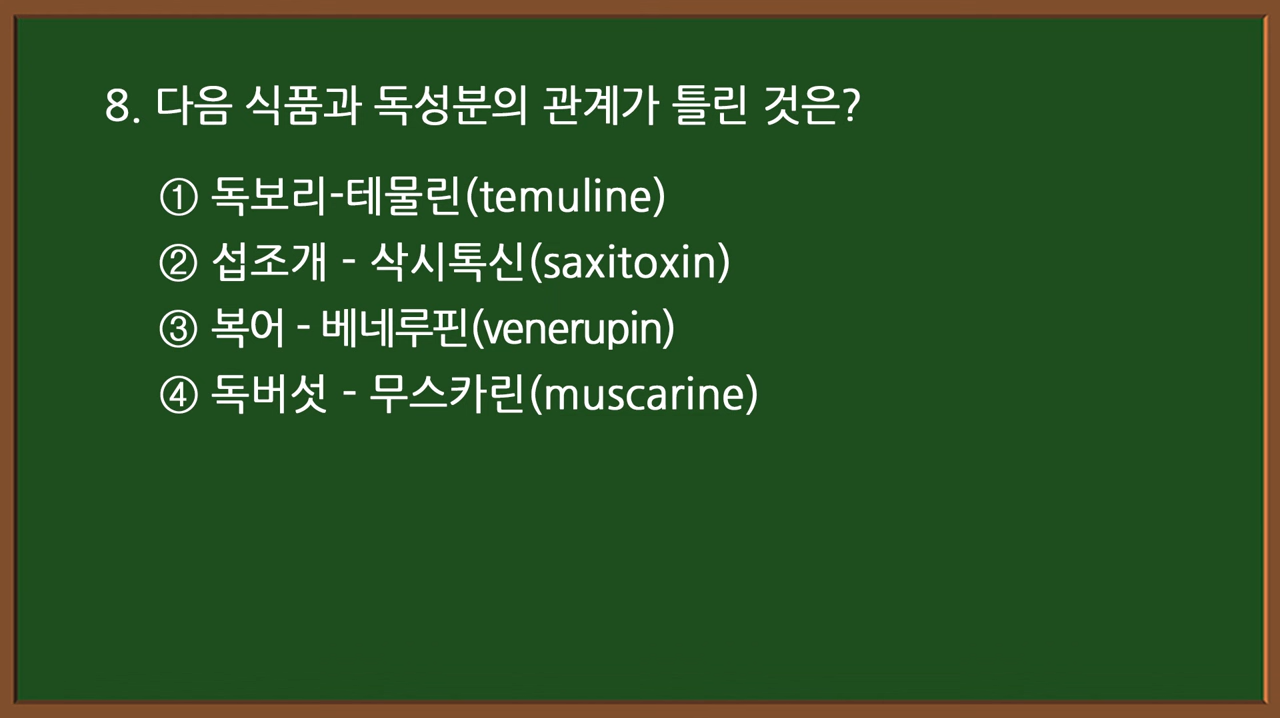 8. 다음 식품과 독성분의 관계가 틀린 것은?
① 독보리-테물린(temuline)
② 섭조개 - 삭시톡신(saxitoxin)
③ 복어 - 베네루핀(venerupin)
④ 독버섯 - 무스카린(muscarine)